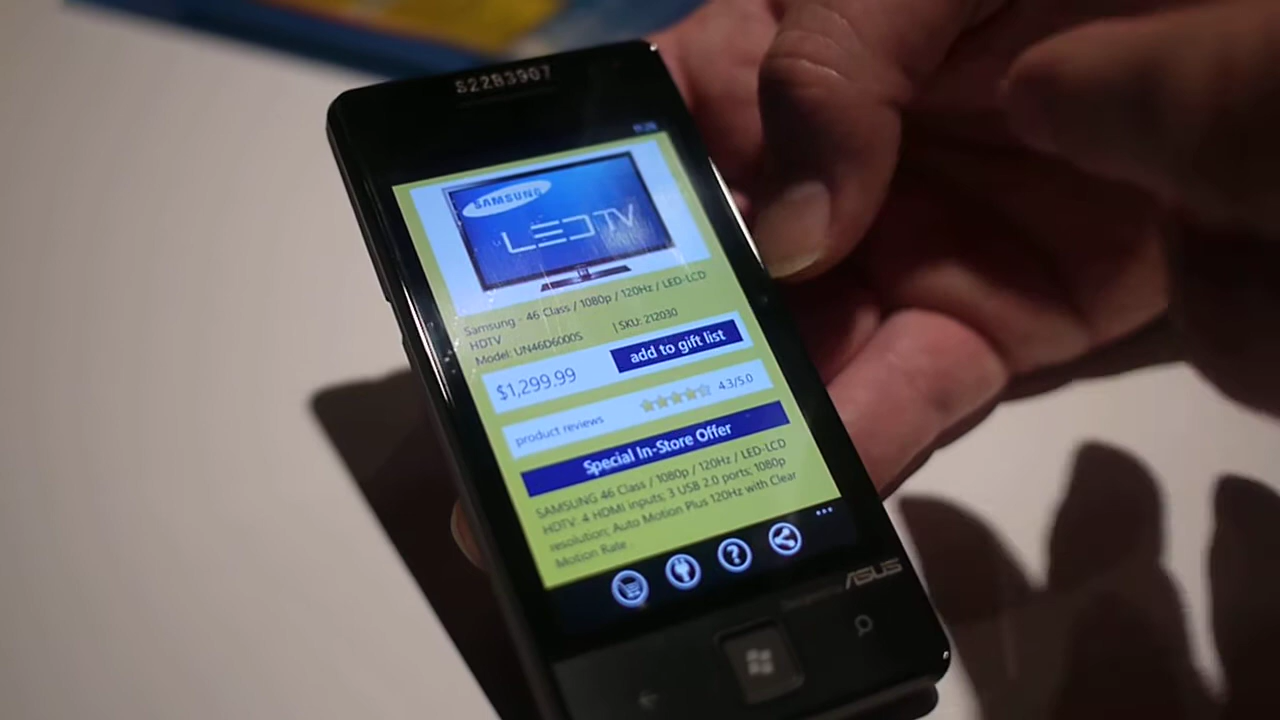 S22B3907
11:26
SAMSUNG
LED TV
Samsung - 46 Class / 1080p / 120Hz / LED-LCD
HDTV
Model: UN46D6000S | SKU: 212030
$1,299.99
add to gift list
product reviews
4.3/5.0
Special In-Store Offer
SAMSUNG 46 Class / 1080p / 120Hz / LED-LCD
HDTV: 4 HDMI inputs; 3 USB 2.0 ports; 1080p
resolution; Auto Motion Plus 120Hz with Clear
Motion Rate
?
...
ASUS